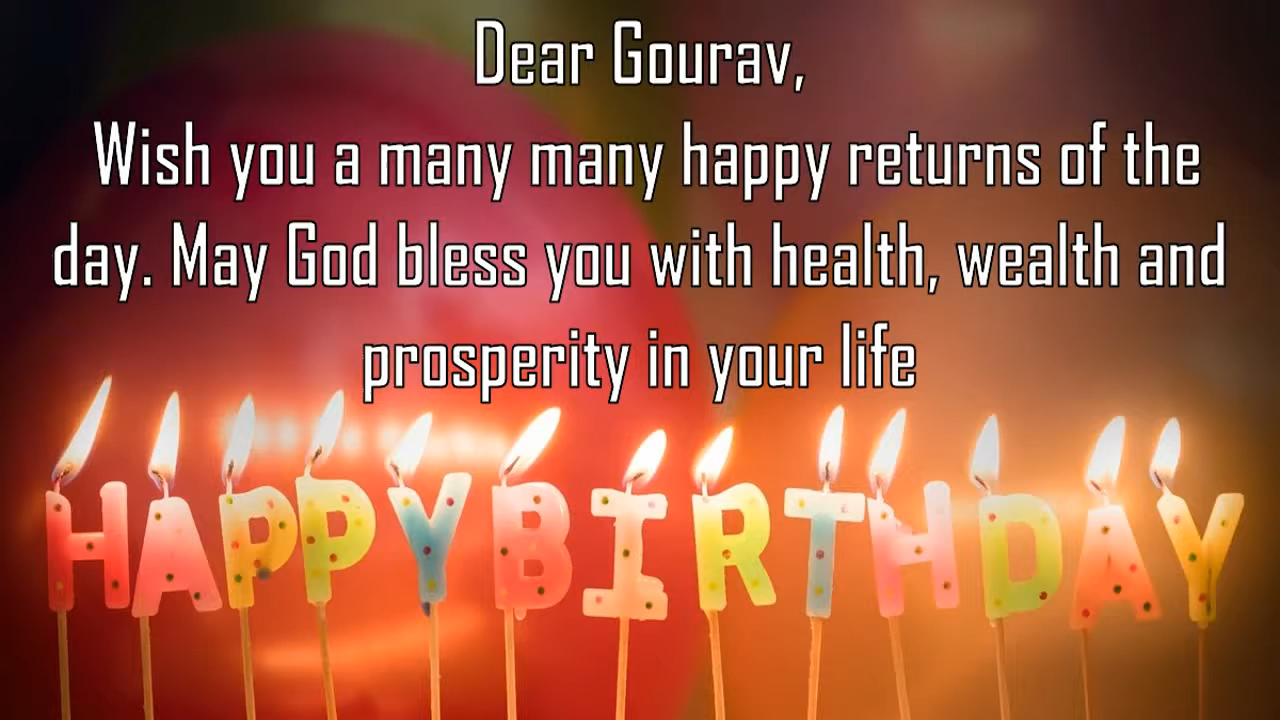 Dear Gourav,
Wish you a many many happy returns of the
day. May God bless you with health, wealth and
prosperity in your life
HAPPY BIRTHDAY